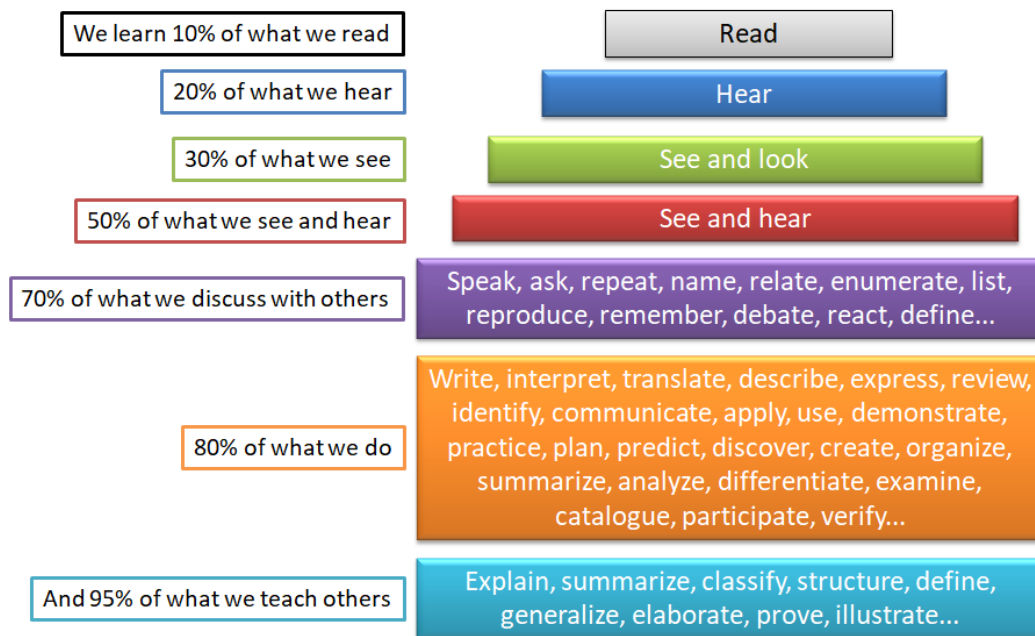 We learn 10% of what we read
Read
20% of what we hear
Hear
30% of what we see
See and look
50% of what we see and hear
See and hear
70% of what we discuss with others
Speak, ask, repeat, name, relate, enumerate, list,
reproduce, remember, debate, react, define...
80% of what we do
Write, interpret, translate, describe, express, review,
identify, communicate, apply, use, demonstrate,
practice, plan, predict, discover, create, organize,
summarize, analyze, differentiate, examine,
catalogue, participate, verify...
And 95% of what we teach others
Explain, summarize, classify, structure, define,
generalize, elaborate, prove, illustrate...